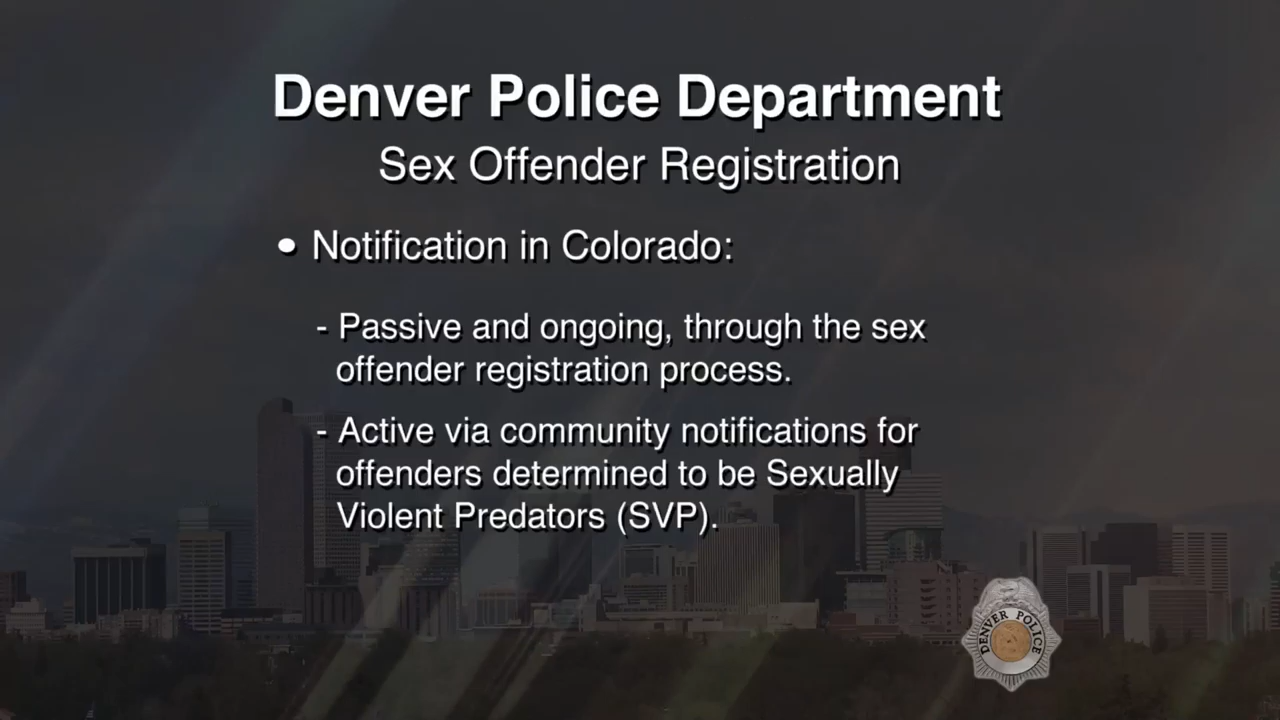 Denver Police Department
Sex Offender Registration
• Notification in Colorado:
- Passive and ongoing, through the sex
offender registration process.
- Active via community notifications for
offenders determined to be Sexually
Violent Predators (SVP).
DENVER POLICE